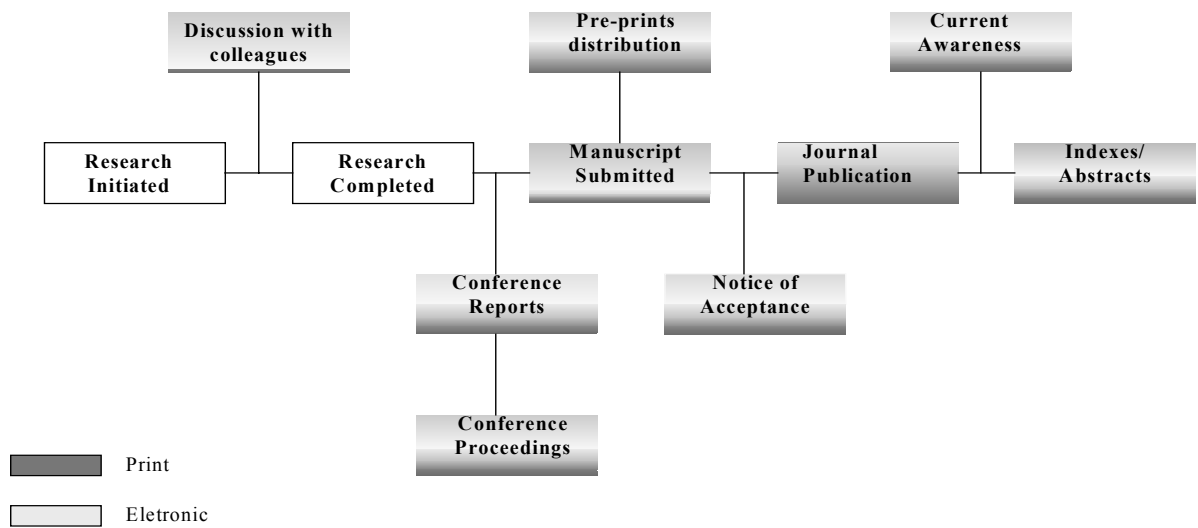 Discussion with
colleagues
Pre-prints
distribution
Current
Awareness
Research
Initiated
Research
Completed
Manuscript
Submitted
Journal
Publication
Indexes/
Abstracts
Conference
Reports
Notice of
Acceptance
Conference
Proceedings
Print
Eletronic